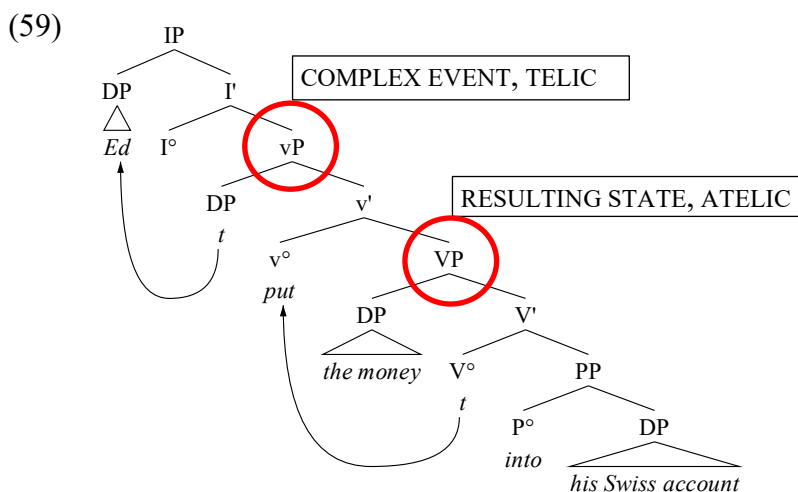 (59)
IP
COMPLEX EVENT, TELIC
DP I'
Ed I° vP
RESULTING STATE, ATELIC
DP v'
t
v° VP
put
DP V'
the money V° PP
t
P° DP
into
his Swiss account